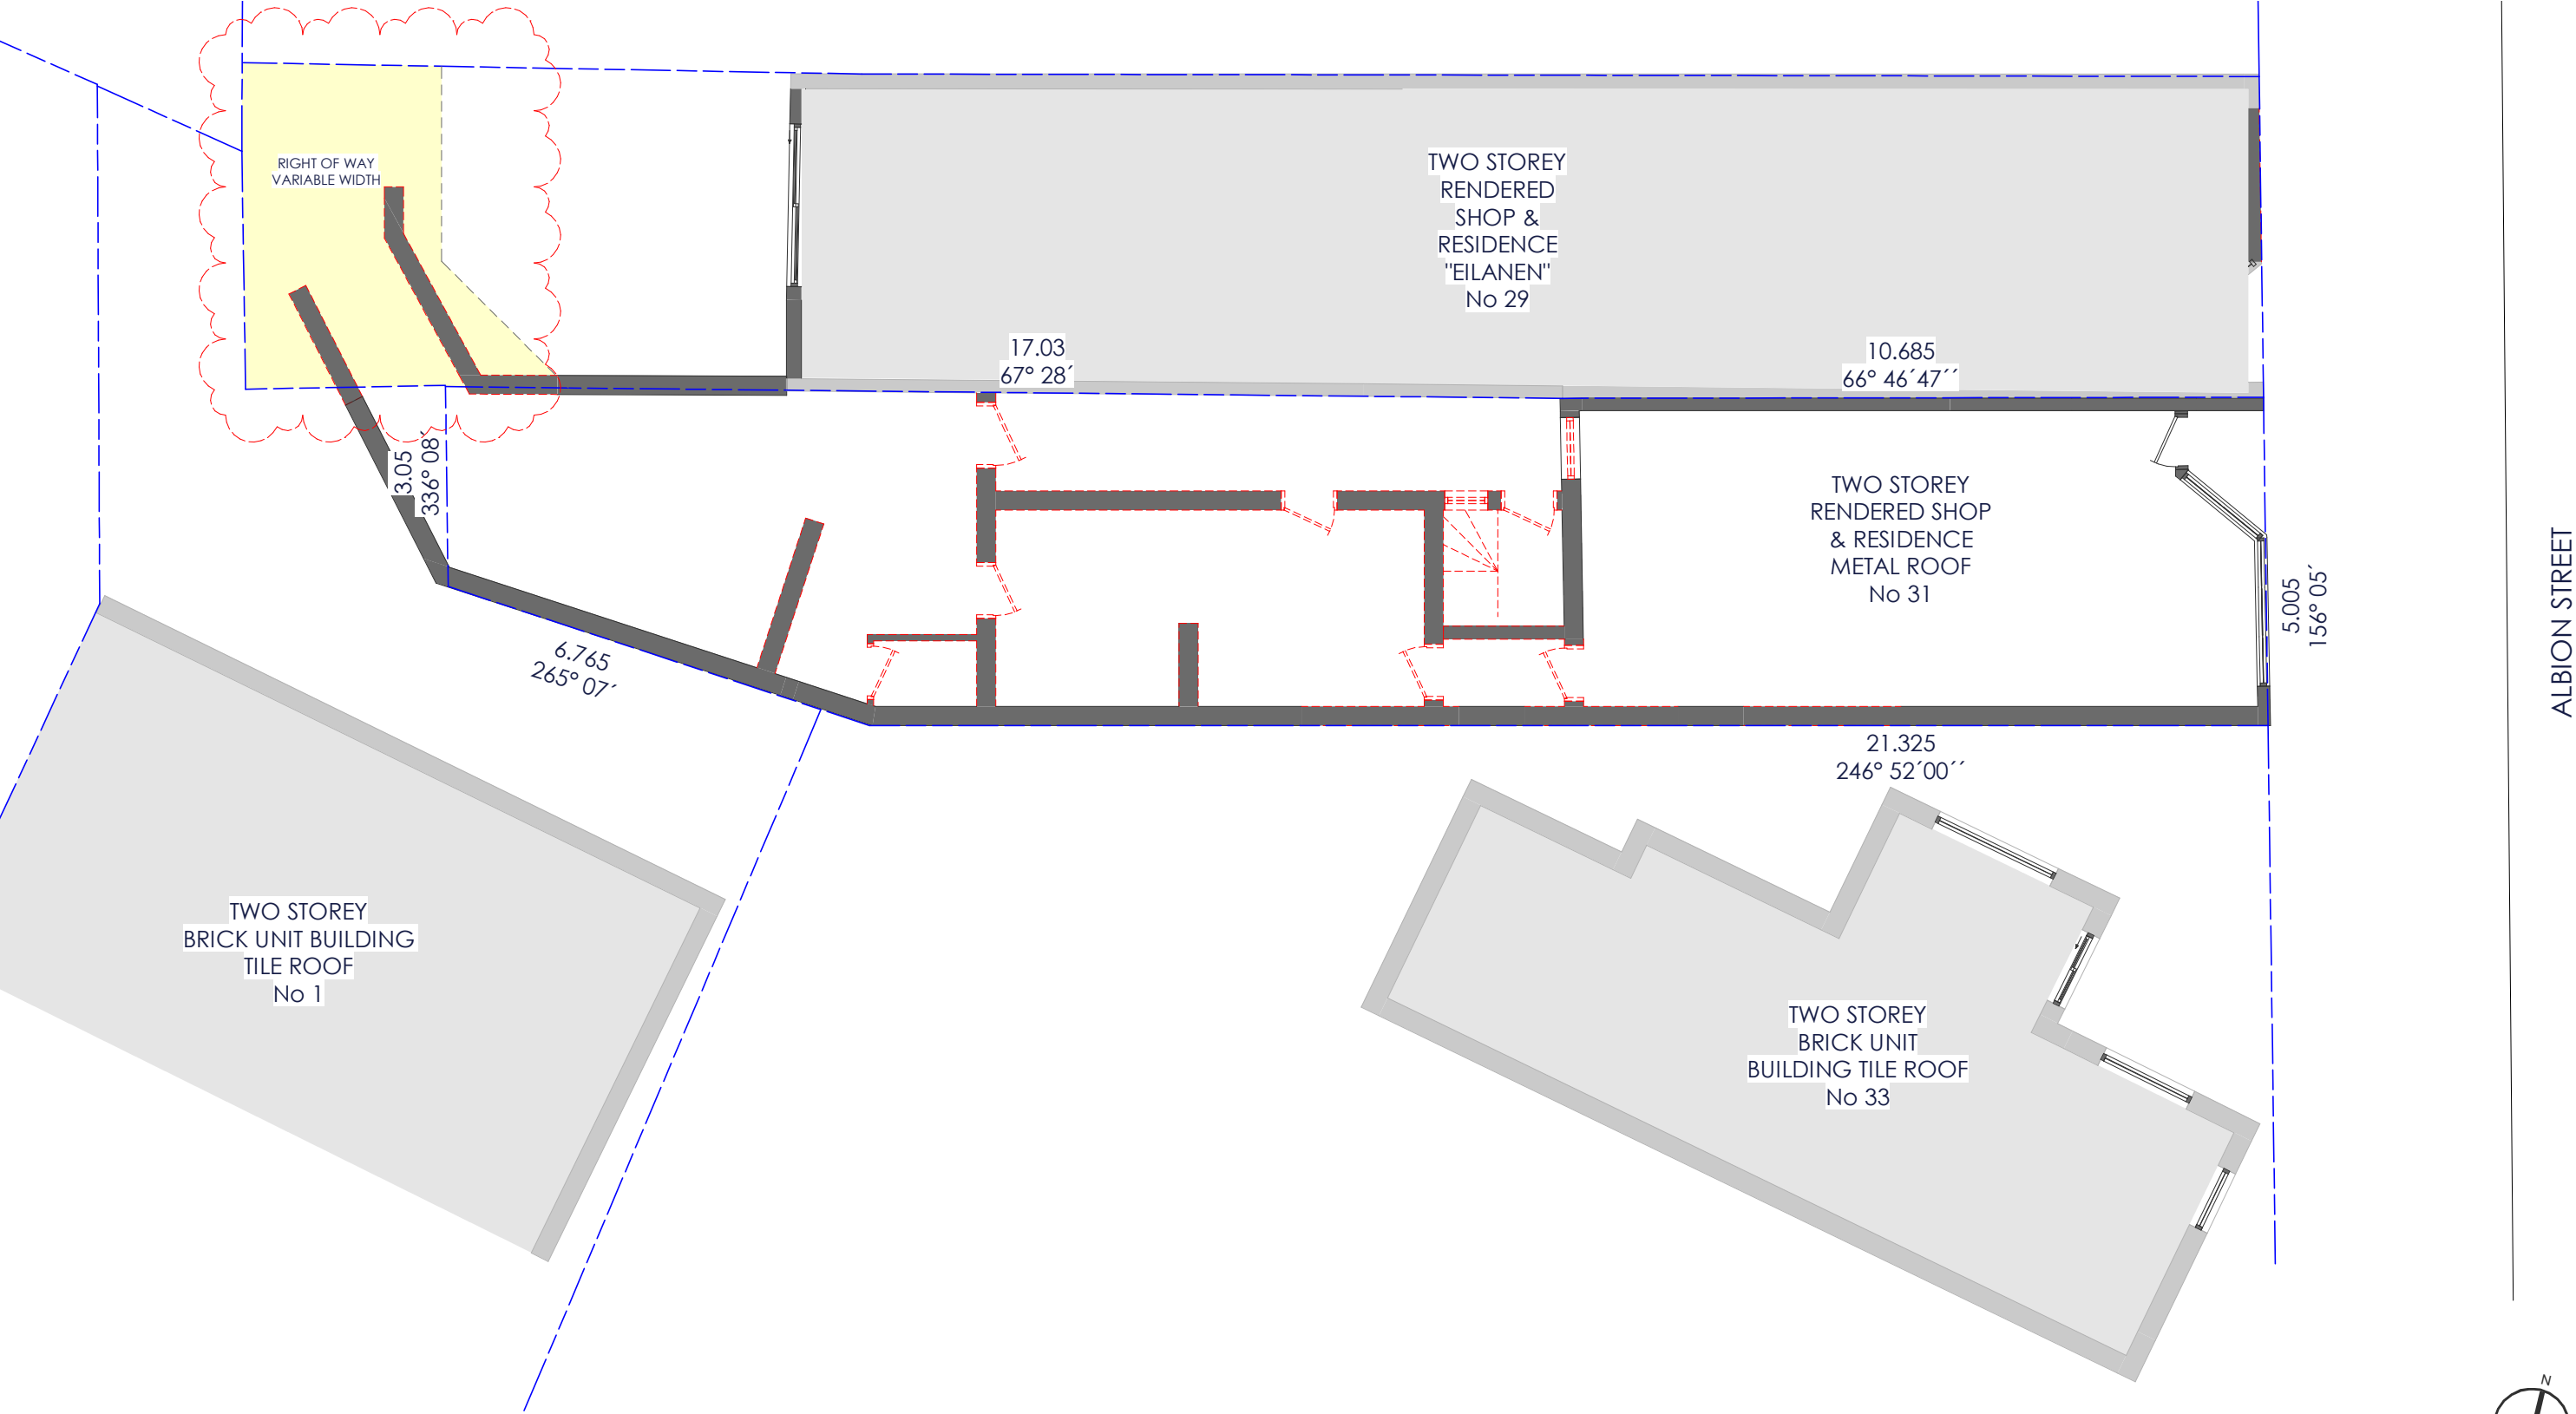 RIGHT OF WAY
VARIABLE WIDTH
TWO STOREY
RENDERED
SHOP &
RESIDENCE
"EILANEN"
No 29
17.03
67° 28´
10.685
66° 46´47´´
3.05
336° 08´
TWO STOREY
RENDERED SHOP
& RESIDENCE
METAL ROOF
No 31
5.005
156° 05´
ALBION STREET
6.765
265° 07´
21.325
246° 52´00´´
TWO STOREY
BRICK UNIT BUILDING
TILE ROOF
No 1
TWO STOREY
BRICK UNIT
BUILDING TILE ROOF
No 33
N